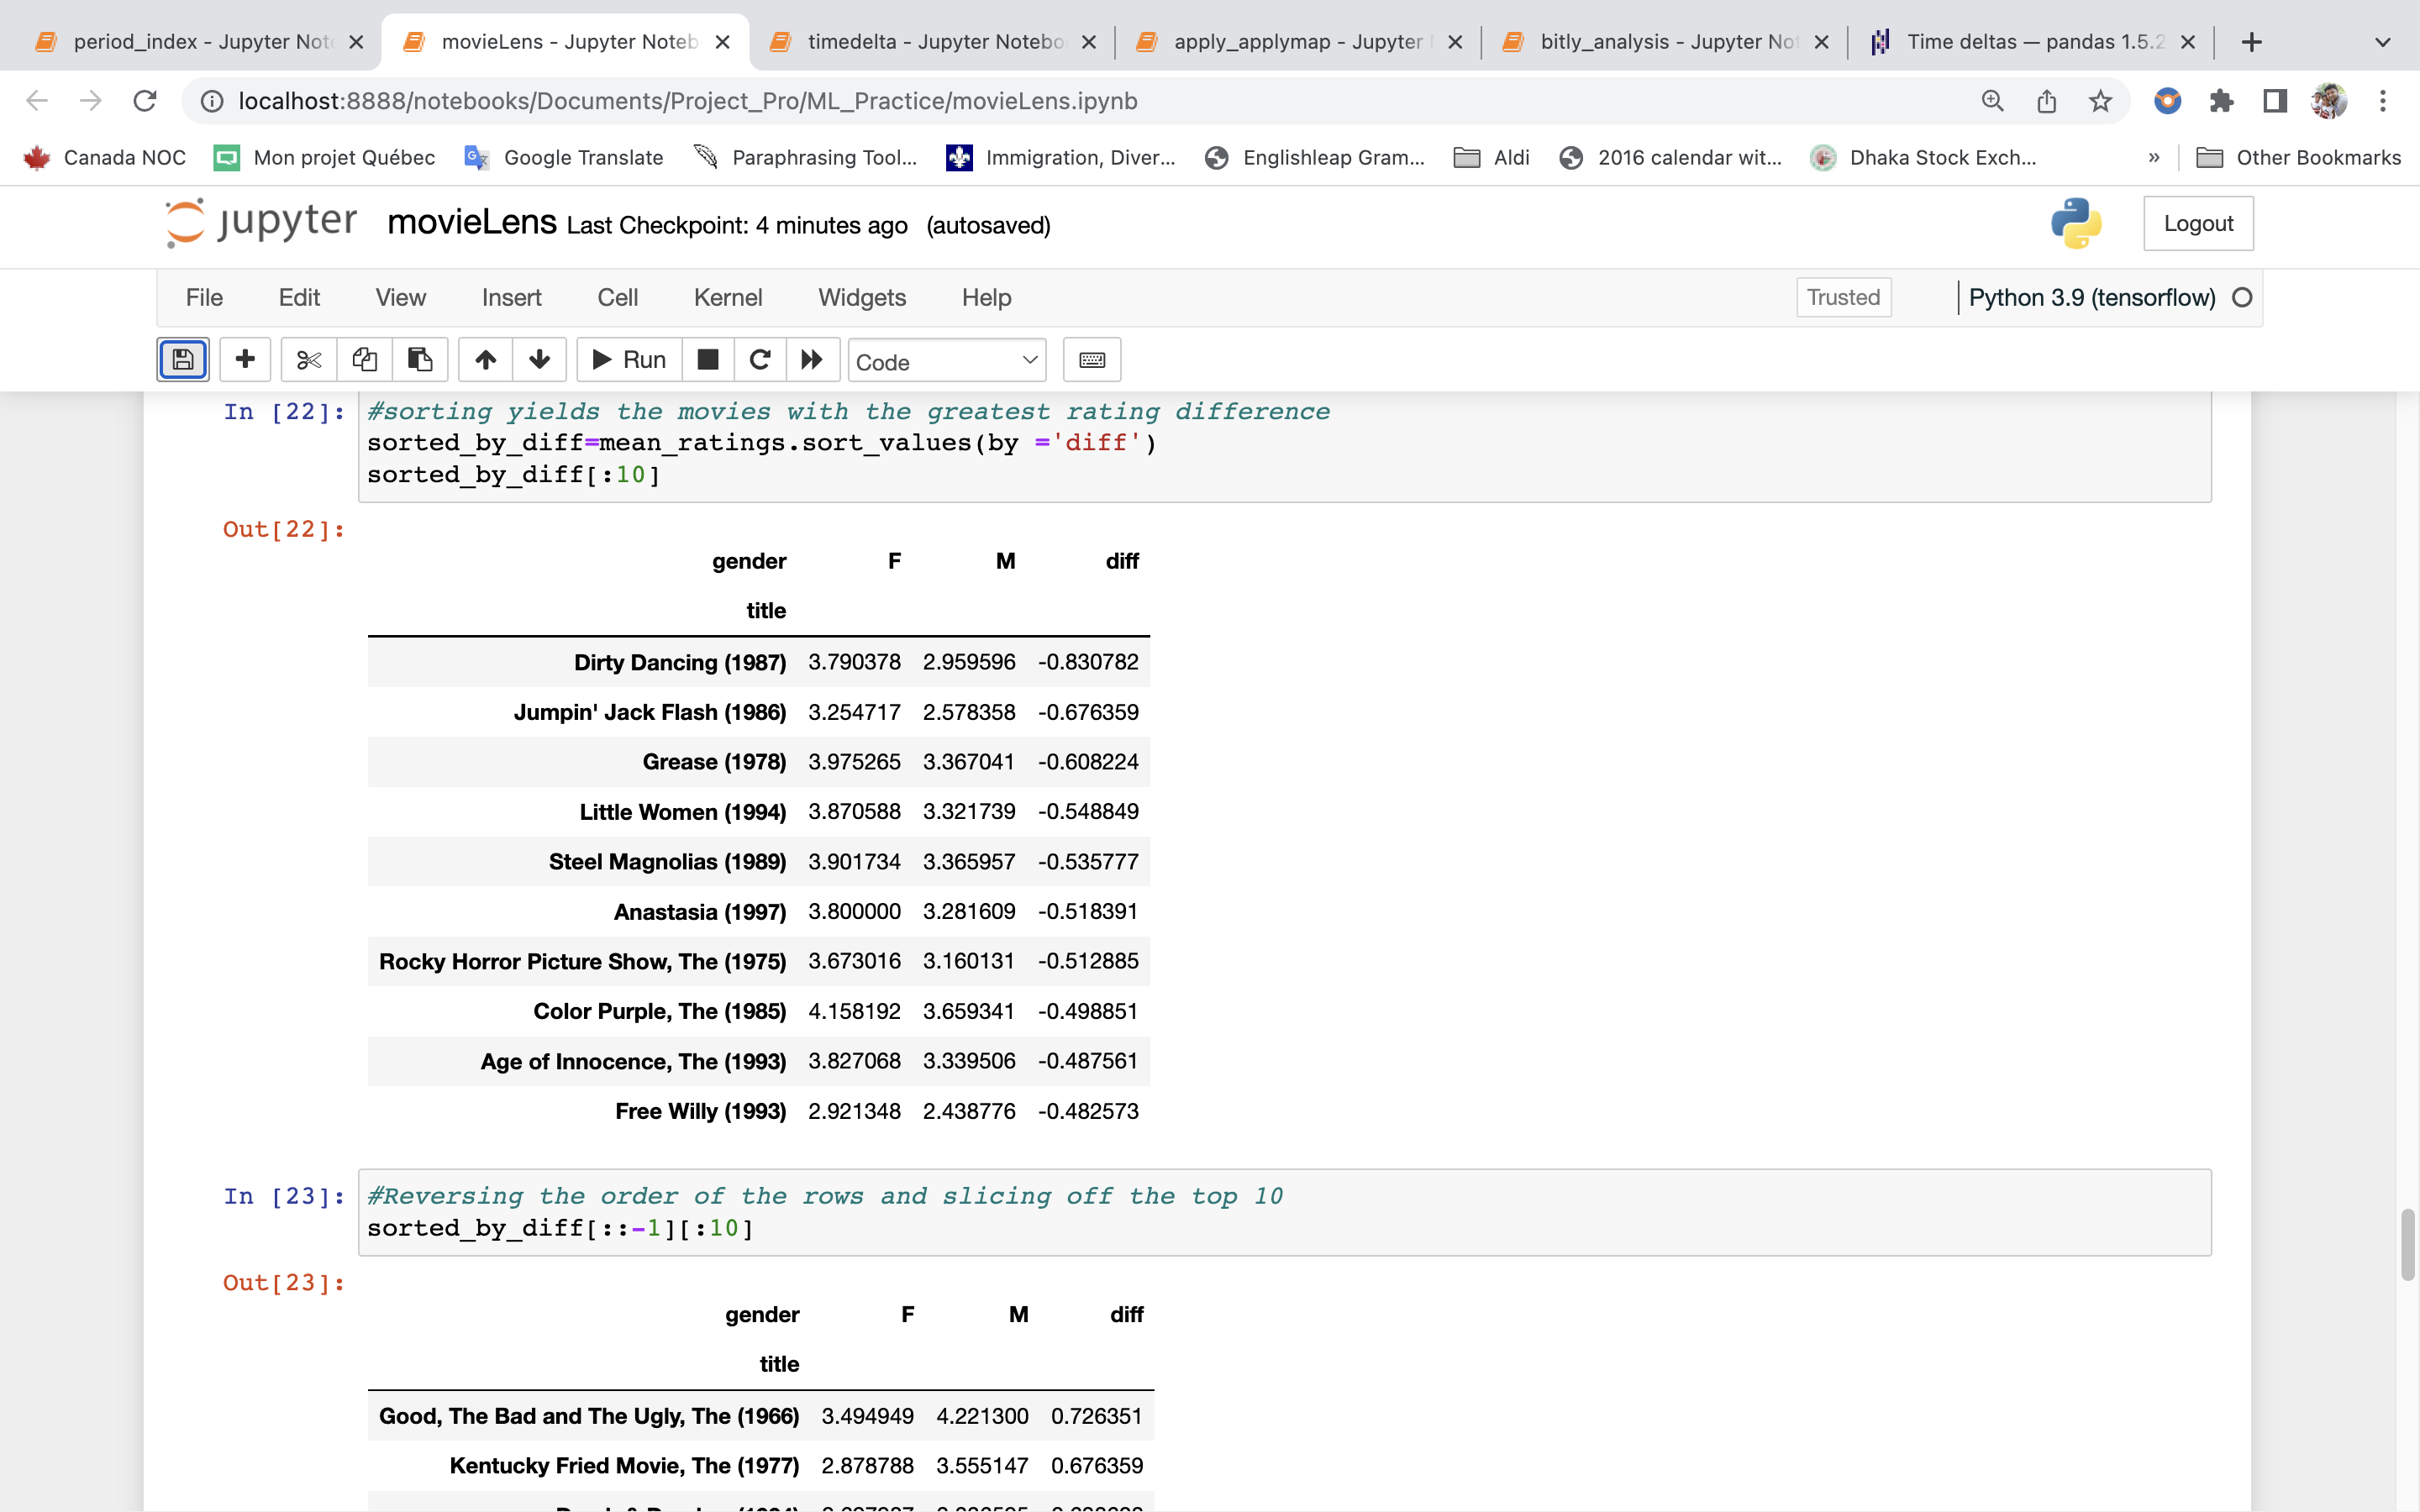 period_index - Jupyter Not
movieLens - Jupyter Noteb
timedelta - Jupyter Notebo
apply_applymap - Jupyter
bitly_analysis - Jupyter Not
Time deltas — pandas 1.5.2
localhost:8888/notebooks/Documents/Project_Pro/ML_Practice/movieLens.ipynb
Canada NOC
Mon projet Québec
Google Translate
Paraphrasing Tool...
Immigration, Diver...
Englishleap Gram...
Aldi
2016 calendar wit...
Dhaka Stock Exch...
»
Other Bookmarks
jupyter movieLens Last Checkpoint: 4 minutes ago (autosaved)
Logout
File Edit View Insert Cell Kernel Widgets Help
Trusted
Python 3.9 (tensorflow)
Run
Code
In [22]: #sorting yields the movies with the greatest rating difference
sorted_by_diff=mean_ratings.sort_values(by ='diff')
sorted_by_diff[:10]
Out[22]:
gender F M diff
title
Dirty Dancing (1987) 3.790378 2.959596 -0.830782
Jumpin' Jack Flash (1986) 3.254717 2.578358 -0.676359
Grease (1978) 3.975265 3.367041 -0.608224
Little Women (1994) 3.870588 3.321739 -0.548849
Steel Magnolias (1989) 3.901734 3.365957 -0.535777
Anastasia (1997) 3.800000 3.281609 -0.518391
Rocky Horror Picture Show, The (1975) 3.673016 3.160131 -0.512885
Color Purple, The (1985) 4.158192 3.659341 -0.498851
Age of Innocence, The (1993) 3.827068 3.339506 -0.487561
Free Willy (1993) 2.921348 2.438776 -0.482573
In [23]: #Reversing the order of the rows and slicing off the top 10
sorted_by_diff[::-1][:10]
Out[23]:
gender F M diff
title
Good, The Bad and The Ugly, The (1966) 3.494949 4.221300 0.726351
Kentucky Fried Movie, The (1977) 2.878788 3.555147 0.676359